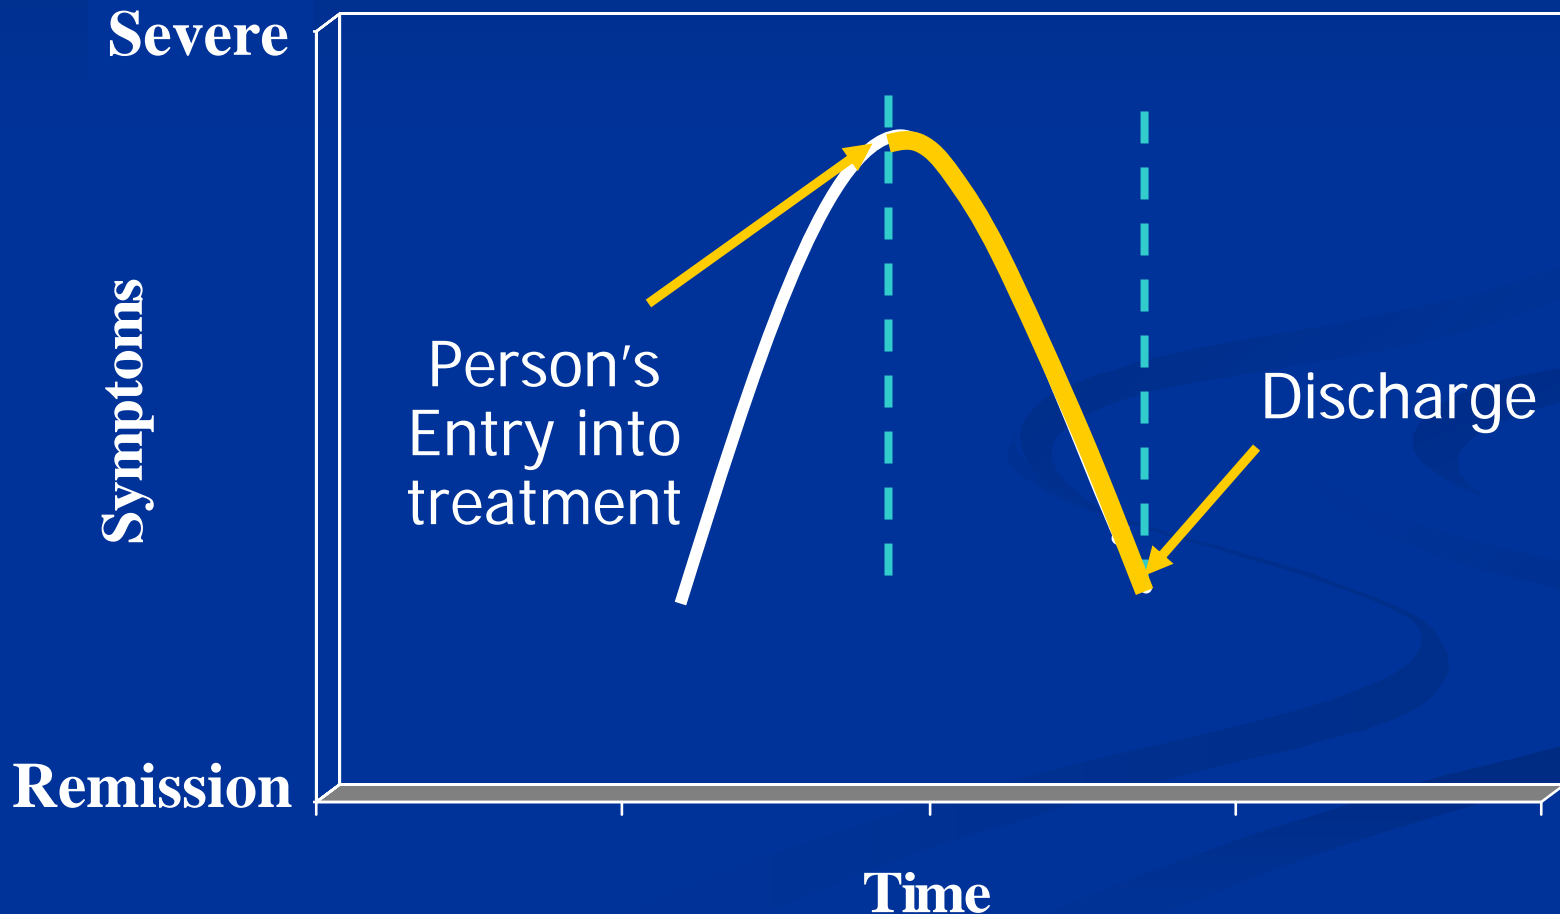 Severe
Symptoms
Person's
Entry into
treatment
Discharge
Remission
Time